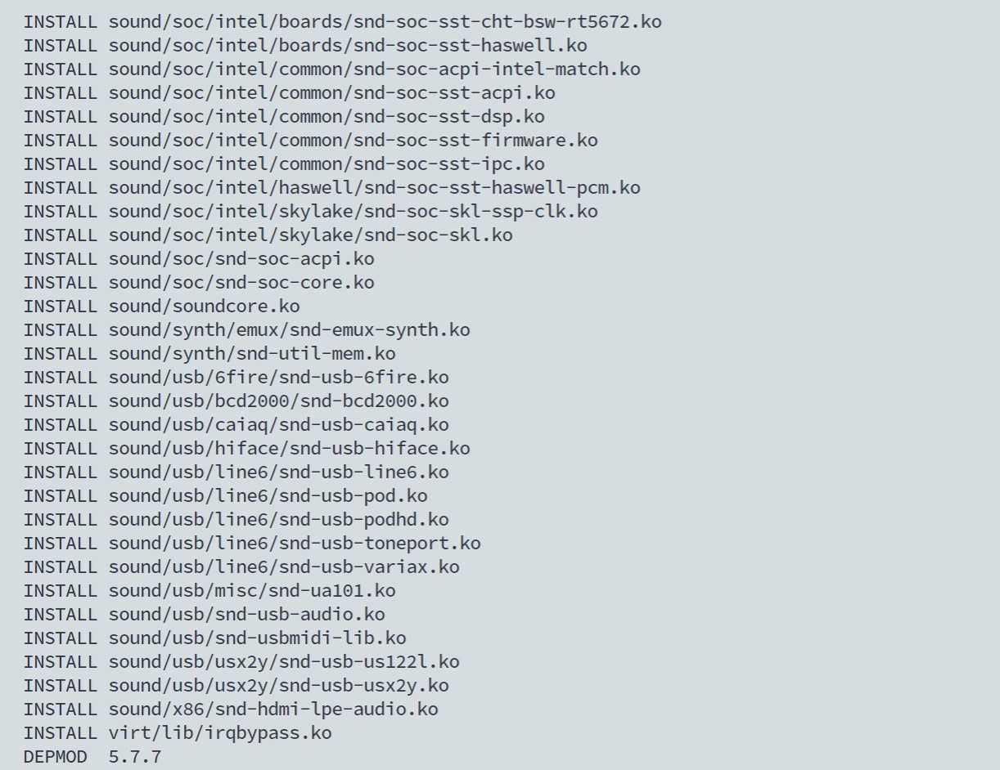 INSTALL sound/soc/intel/boards/snd-soc-sst-cht-bsw-rt5672.ko
INSTALL sound/soc/intel/boards/snd-soc-sst-haswell.ko
INSTALL sound/soc/intel/common/snd-soc-acpi-intel-match.ko
INSTALL sound/soc/intel/common/snd-soc-sst-acpi.ko
INSTALL sound/soc/intel/common/snd-soc-sst-dsp.ko
INSTALL sound/soc/intel/common/snd-soc-sst-firmware.ko
INSTALL sound/soc/intel/common/snd-soc-sst-ipc.ko
INSTALL sound/soc/intel/haswell/snd-soc-sst-haswell-pcm.ko
INSTALL sound/soc/intel/skylake/snd-soc-skl-ssp-clk.ko
INSTALL sound/soc/intel/skylake/snd-soc-skl.ko
INSTALL sound/soc/snd-soc-acpi.ko
INSTALL sound/soc/snd-soc-core.ko
INSTALL sound/soundcore.ko
INSTALL sound/synth/emux/snd-emux-synth.ko
INSTALL sound/synth/snd-util-mem.ko
INSTALL sound/usb/6fire/snd-usb-6fire.ko
INSTALL sound/usb/bcd2000/snd-bcd2000.ko
INSTALL sound/usb/caiaq/snd-usb-caiaq.ko
INSTALL sound/usb/hiface/snd-usb-hiface.ko
INSTALL sound/usb/line6/snd-usb-line6.ko
INSTALL sound/usb/line6/snd-usb-pod.ko
INSTALL sound/usb/line6/snd-usb-podhd.ko
INSTALL sound/usb/line6/snd-usb-toneport.ko
INSTALL sound/usb/line6/snd-usb-variax.ko
INSTALL sound/usb/misc/snd-ua101.ko
INSTALL sound/usb/snd-usb-audio.ko
INSTALL sound/usb/snd-usbmidi-lib.ko
INSTALL sound/usb/usx2y/snd-usb-us122l.ko
INSTALL sound/usb/usx2y/snd-usb-usx2y.ko
INSTALL sound/x86/snd-hdmi-lpe-audio.ko
INSTALL virt/lib/irqbypass.ko
DEPMOD  5.7.7